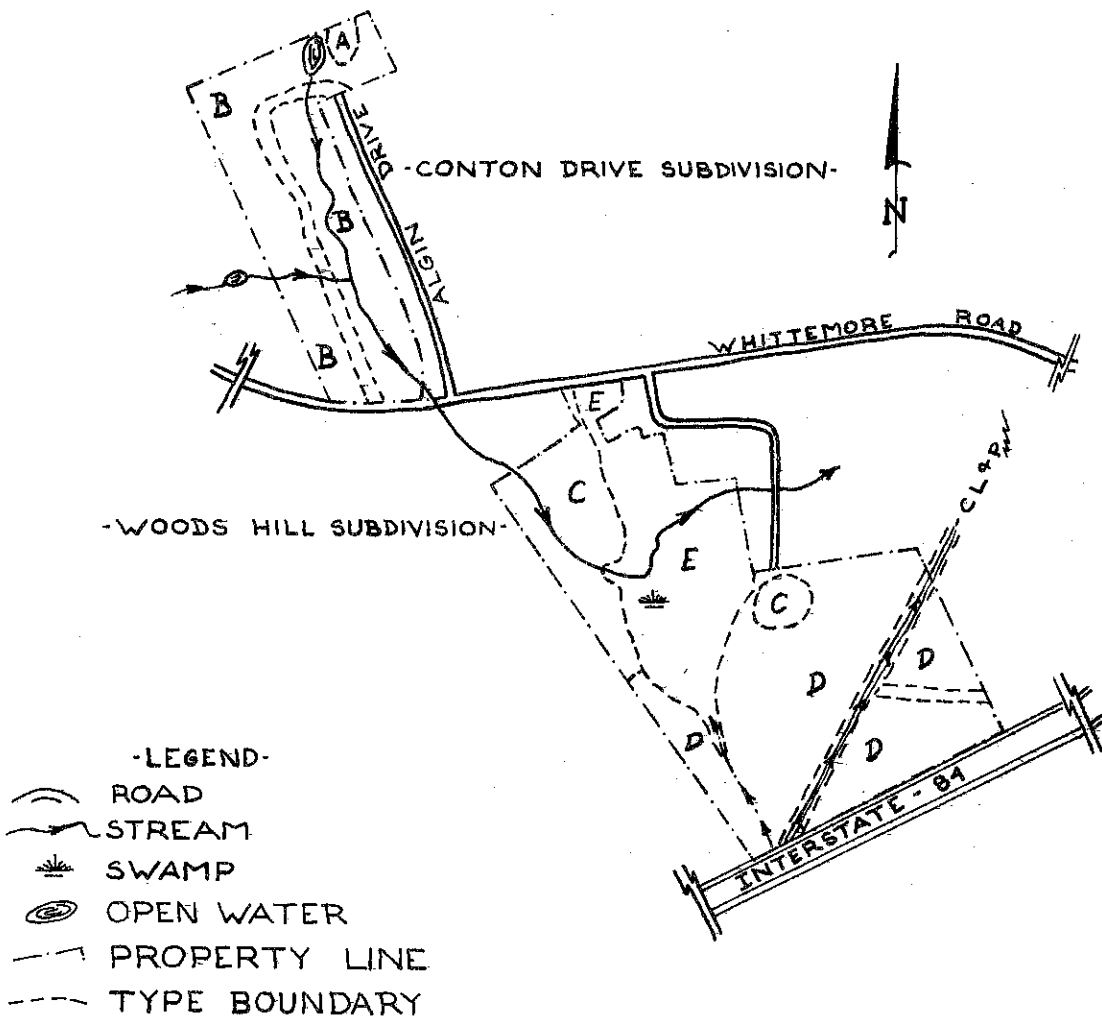 A
B
DRIVE
-CONTON DRIVE SUBDIVISION-
N
B
ALGIN
WHITTEMORE ROAD
B
E
C
-WOODS HILL SUBDIVISION-
E
C
CL&P
D
D
D
D
INTERSTATE-84
-LEGEND-
ROAD
STREAM
SWAMP
OPEN WATER
PROPERTY LINE
TYPE BOUNDARY